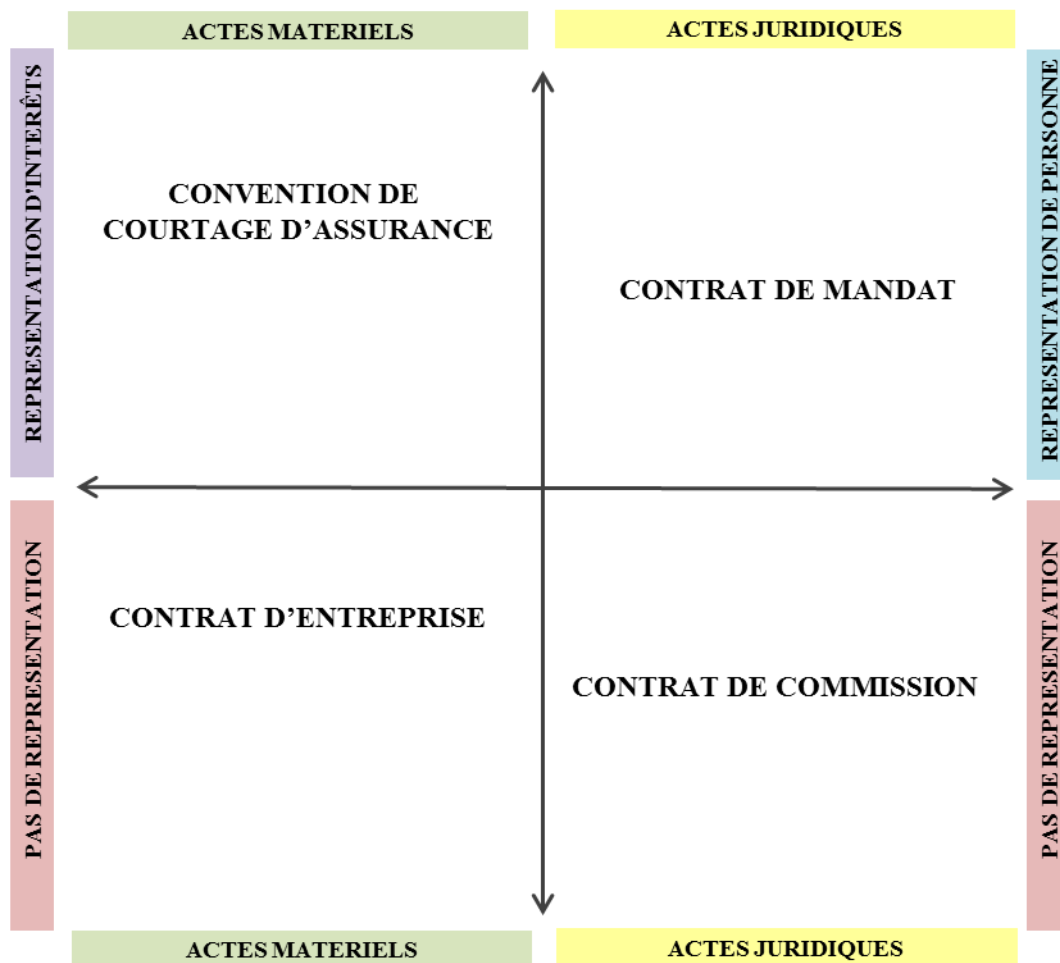 ACTES MATERIELS
ACTES JURIDIQUES
REPRESENTATION D'INTERÊTS
REPRESENTATION DE PERSONNE
CONVENTION DE
COURTAGE D’ASSURANCE
CONTRAT DE MANDAT
PAS DE REPRESENTATION
PAS DE REPRESENTATION
CONTRAT D’ENTREPRISE
CONTRAT DE COMMISSION
ACTES MATERIELS
ACTES JURIDIQUES